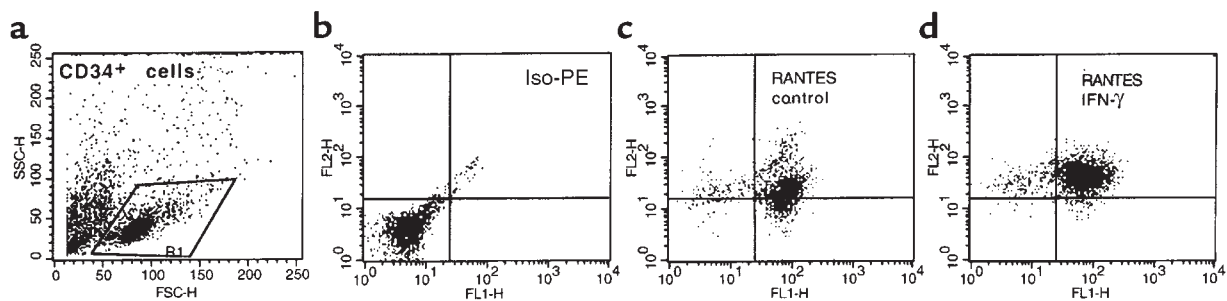 a
CD34+ cells
250
200
150
100
50
0
SSC-H
R1
0 50 100 150 200 250
FSC-H
b
Iso-PE
10^4
10^3
10^2
10^1
10^0
FL2-H
10^0 10^1 10^2 10^3 10^4
FL1-H
c
RANTES
control
10^4
10^3
10^2
10^1
10^0
FL2-H
10^0 10^1 10^2 10^3 10^4
FL1-H
d
RANTES
IFN-γ
10^4
10^3
10^2
10^1
10^0
FL2-H
10^0 10^1 10^2 10^3 10^4
FL1-H